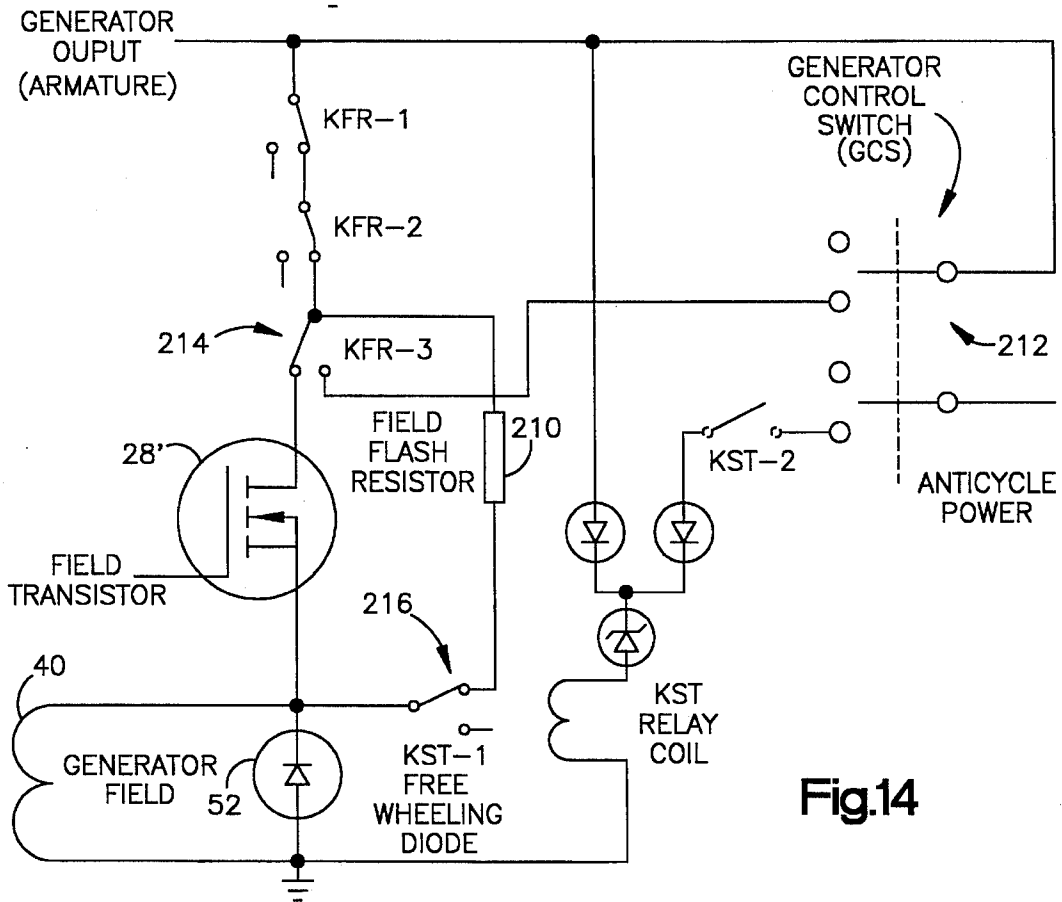 GENERATOR
OUPUT
(ARMATURE)
GENERATOR
CONTROL
SWITCH
(GCS)
KFR-1
KFR-2
214
KFR-3
212
28'
FIELD
FLASH
RESISTOR
210
KST-2
ANTICYCLE
POWER
FIELD
TRANSISTOR
216
40
GENERATOR
FIELD
52
KST-1
FREE
WHEELING
DIODE
KST
RELAY
COIL
Fig.14